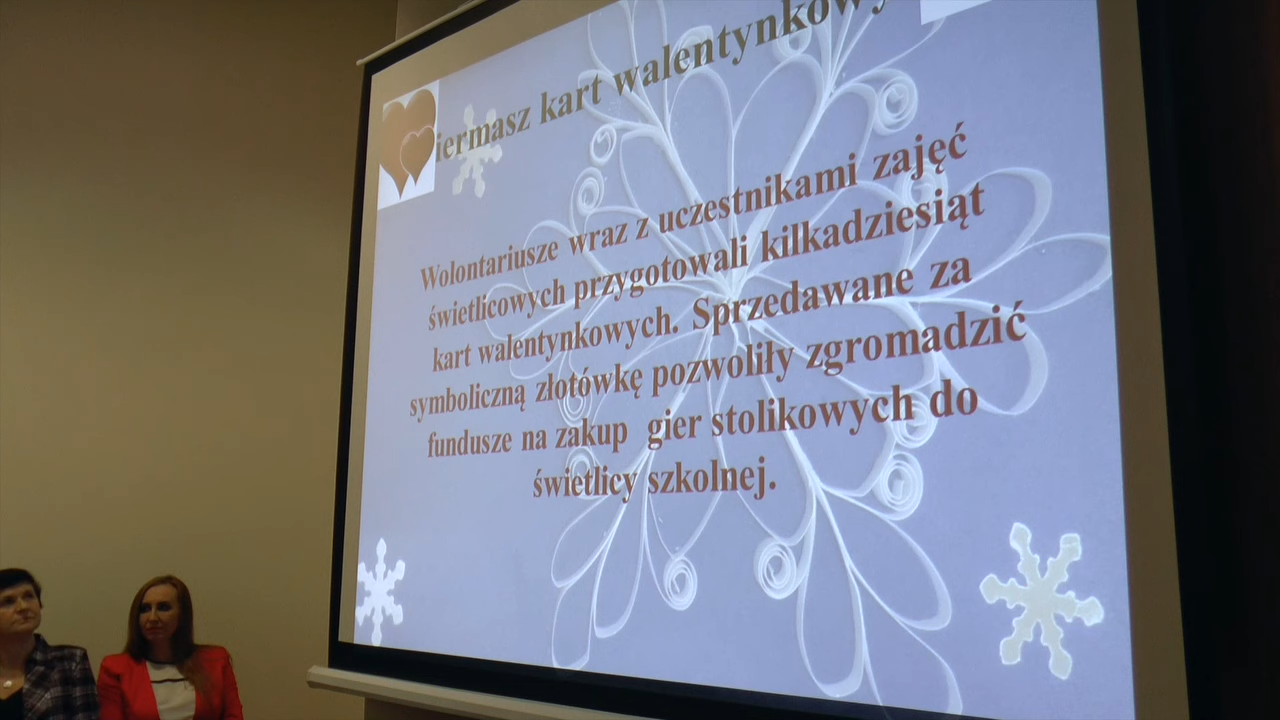 iermasz kart walentynkowy
Wolontariusze wraz z uczestnikami zajęć
świetlicowych przygotowali kilkadziesiąt
kart walentynkowych. Sprzedawane za
symboliczną złotówkę pozwoliły zgromadzić
fundusze na zakup gier stolikowych do
świetlicy szkolnej.